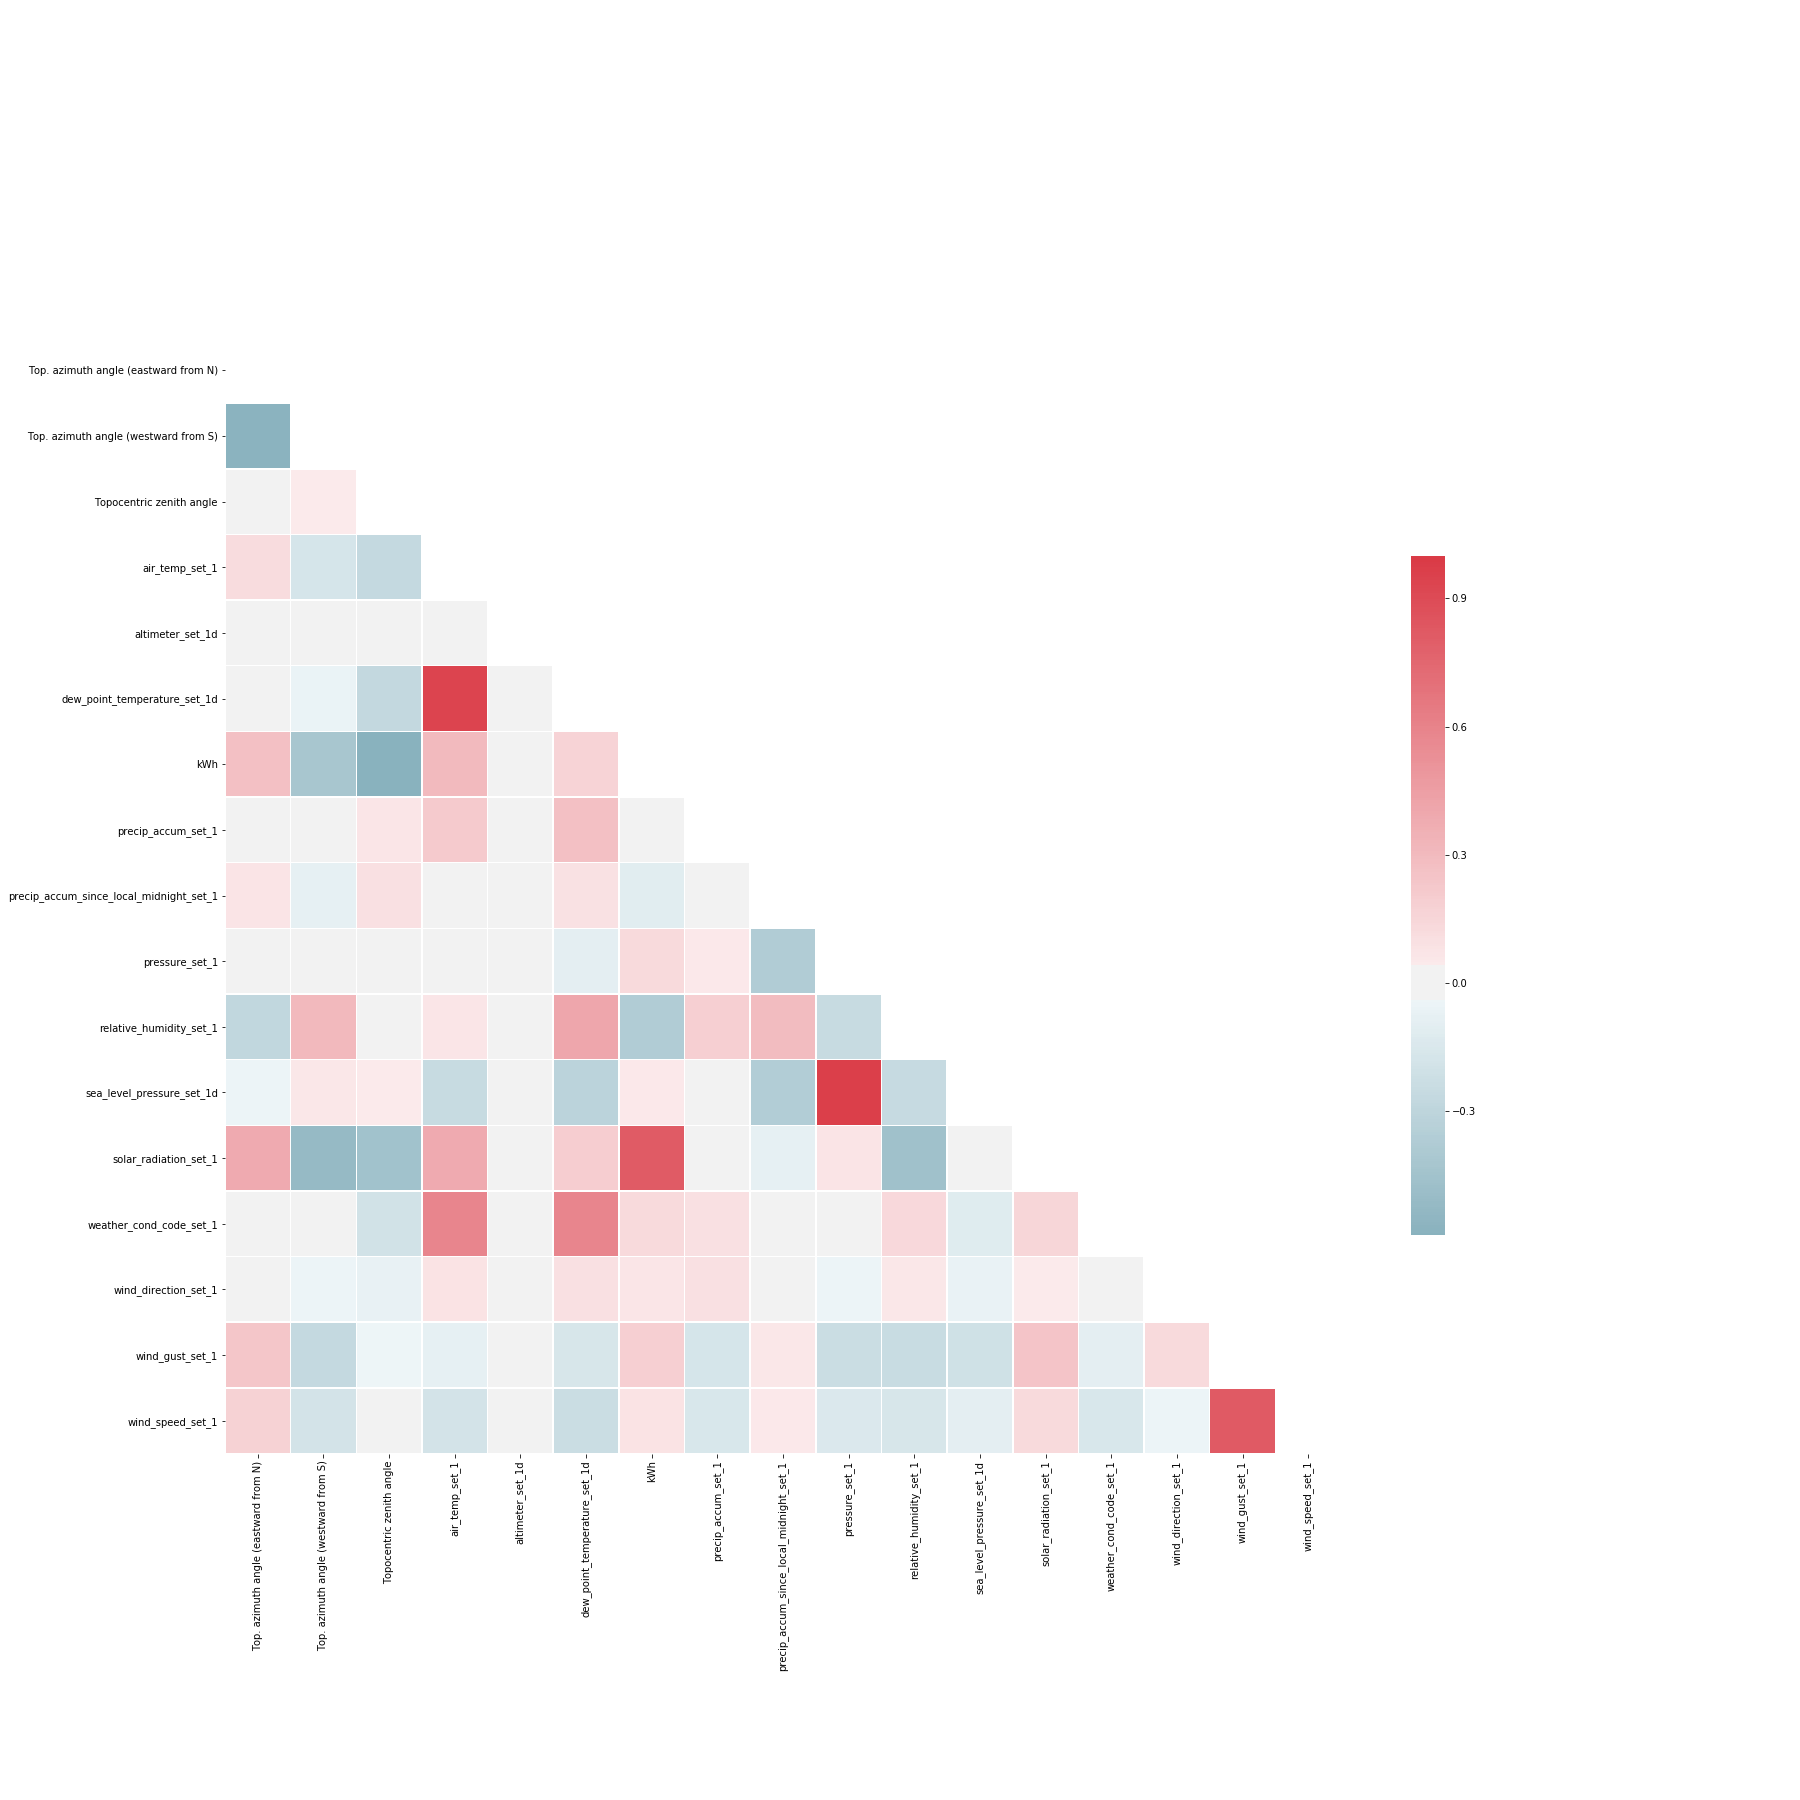 Top. azimuth angle (eastward from N)
Top. azimuth angle (westward from S)
Topocentric zenith angle
air_temp_set_1
altimeter_set_1d
dew_point_temperature_set_1d
kWh
precip_accum_set_1
precip_accum_since_local_midnight_set_1
pressure_set_1
relative_humidity_set_1
sea_level_pressure_set_1d
solar_radiation_set_1
weather_cond_code_set_1
wind_direction_set_1
wind_gust_set_1
wind_speed_set_1
Top. azimuth angle (eastward from N)
Top. azimuth angle (westward from S)
Topocentric zenith angle
air_temp_set_1
altimeter_set_1d
dew_point_temperature_set_1d
kWh
precip_accum_set_1
precip_accum_since_local_midnight_set_1
pressure_set_1
relative_humidity_set_1
sea_level_pressure_set_1d
solar_radiation_set_1
weather_cond_code_set_1
wind_direction_set_1
wind_gust_set_1
wind_speed_set_1
0.9
0.6
0.3
0.0
−0.3